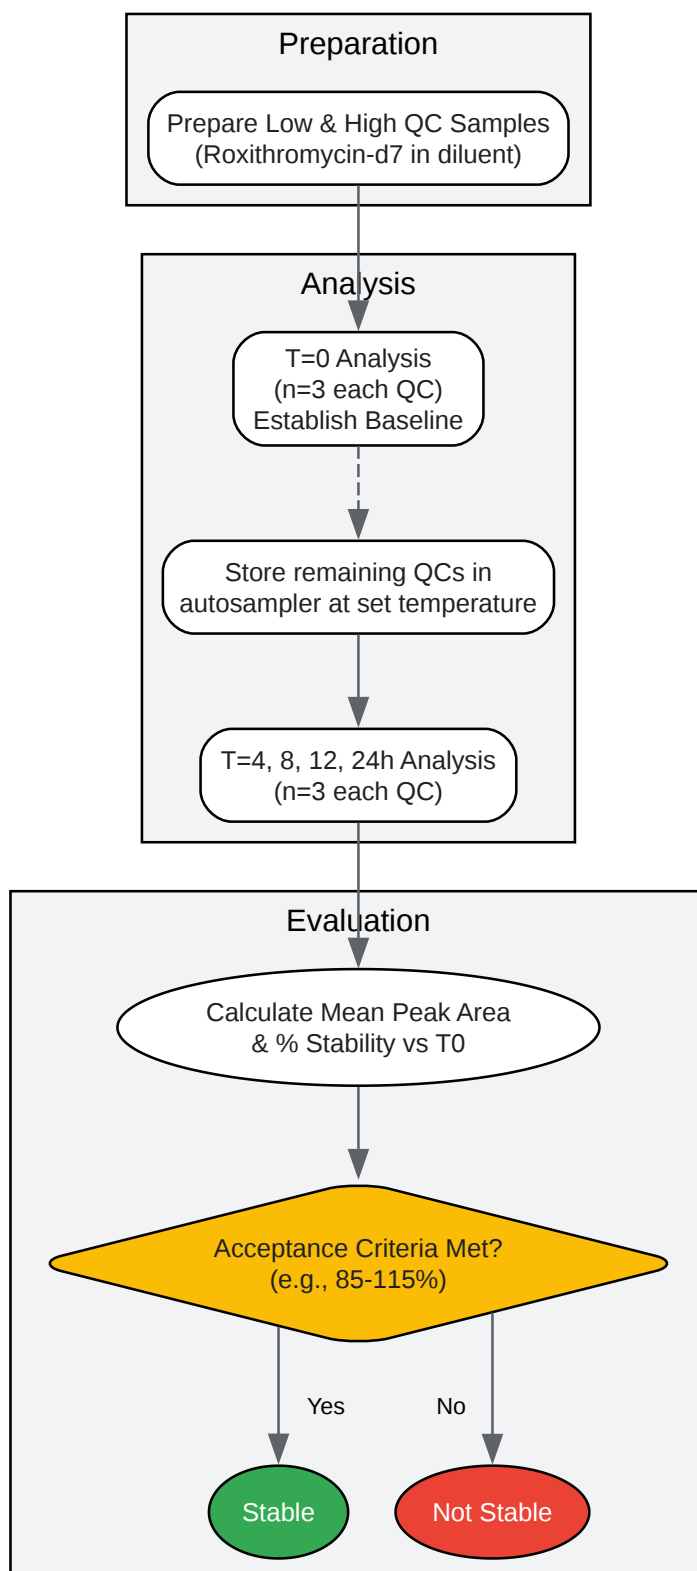 Preparation
Prepare Low & High QC Samples
(Roxithromycin-d7 in diluent)
Analysis
T=0 Analysis
(n=3 each QC)
Establish Baseline
Store remaining QCs in
autosampler at set temperature
T=4, 8, 12, 24h Analysis
(n=3 each QC)
Evaluation
Calculate Mean Peak Area
& % Stability vs T0
Acceptance Criteria Met?
(e.g., 85-115%)
Yes
No
Stable
Not Stable